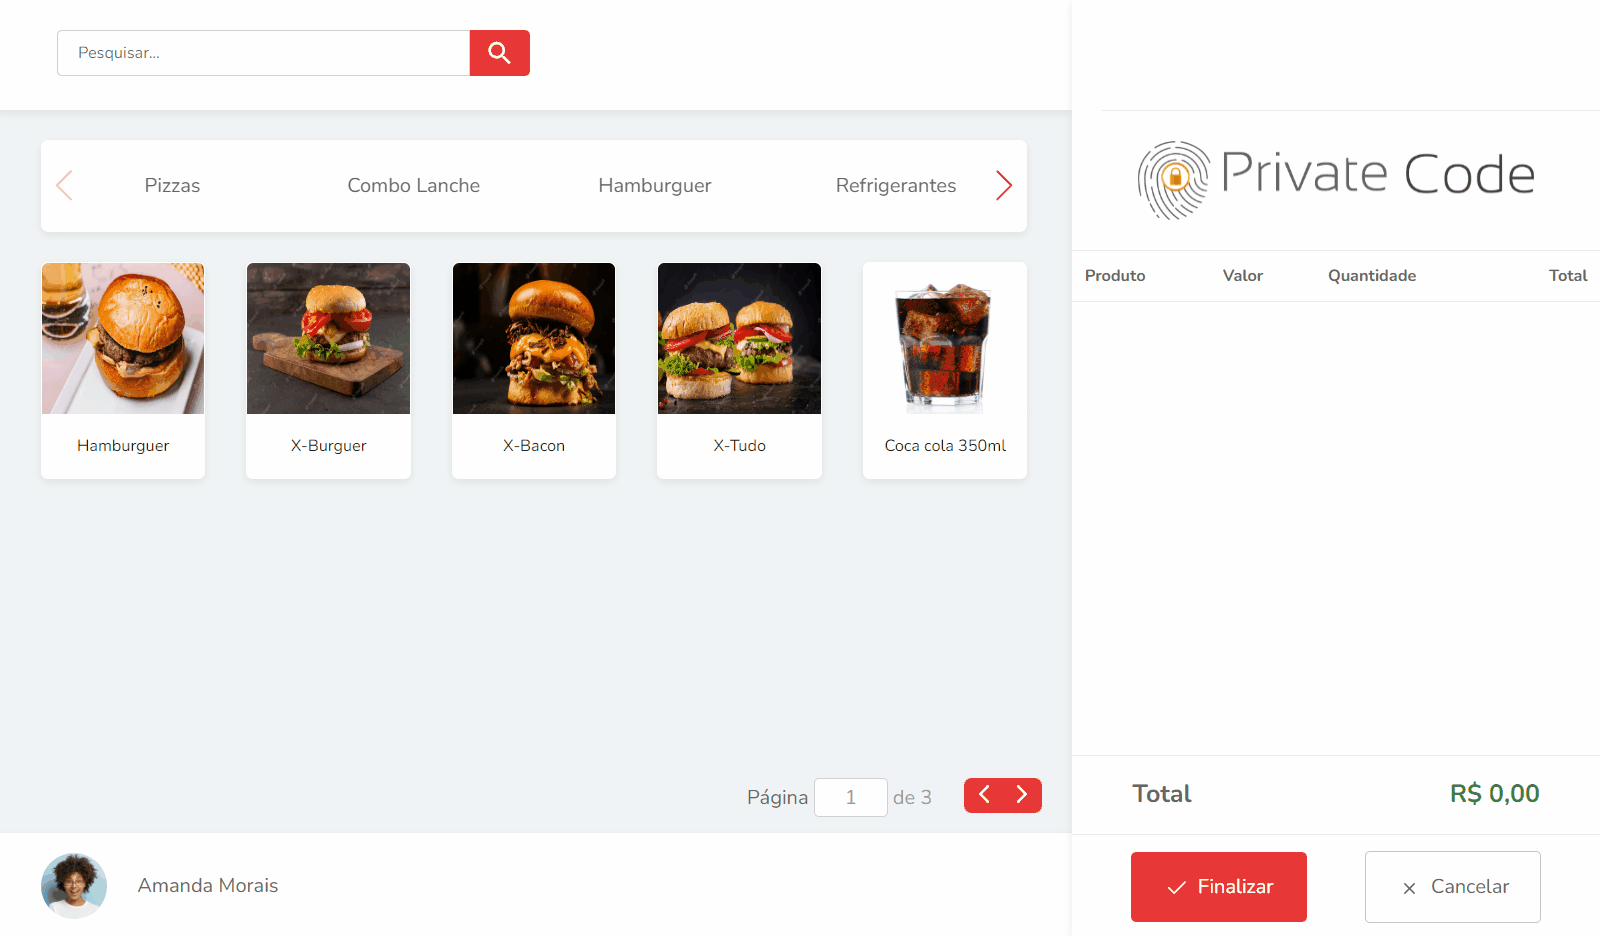 Pesquisar...
Pizzas Combo Lanche Hamburguer Refrigerantes
Hamburguer X-Burguer X-Bacon X-Tudo Coca cola 350ml
Página 1 de 3
Amanda Morais
Private Code
Produto Valor Quantidade Total
Total R$ 0,00
Finalizar Cancelar